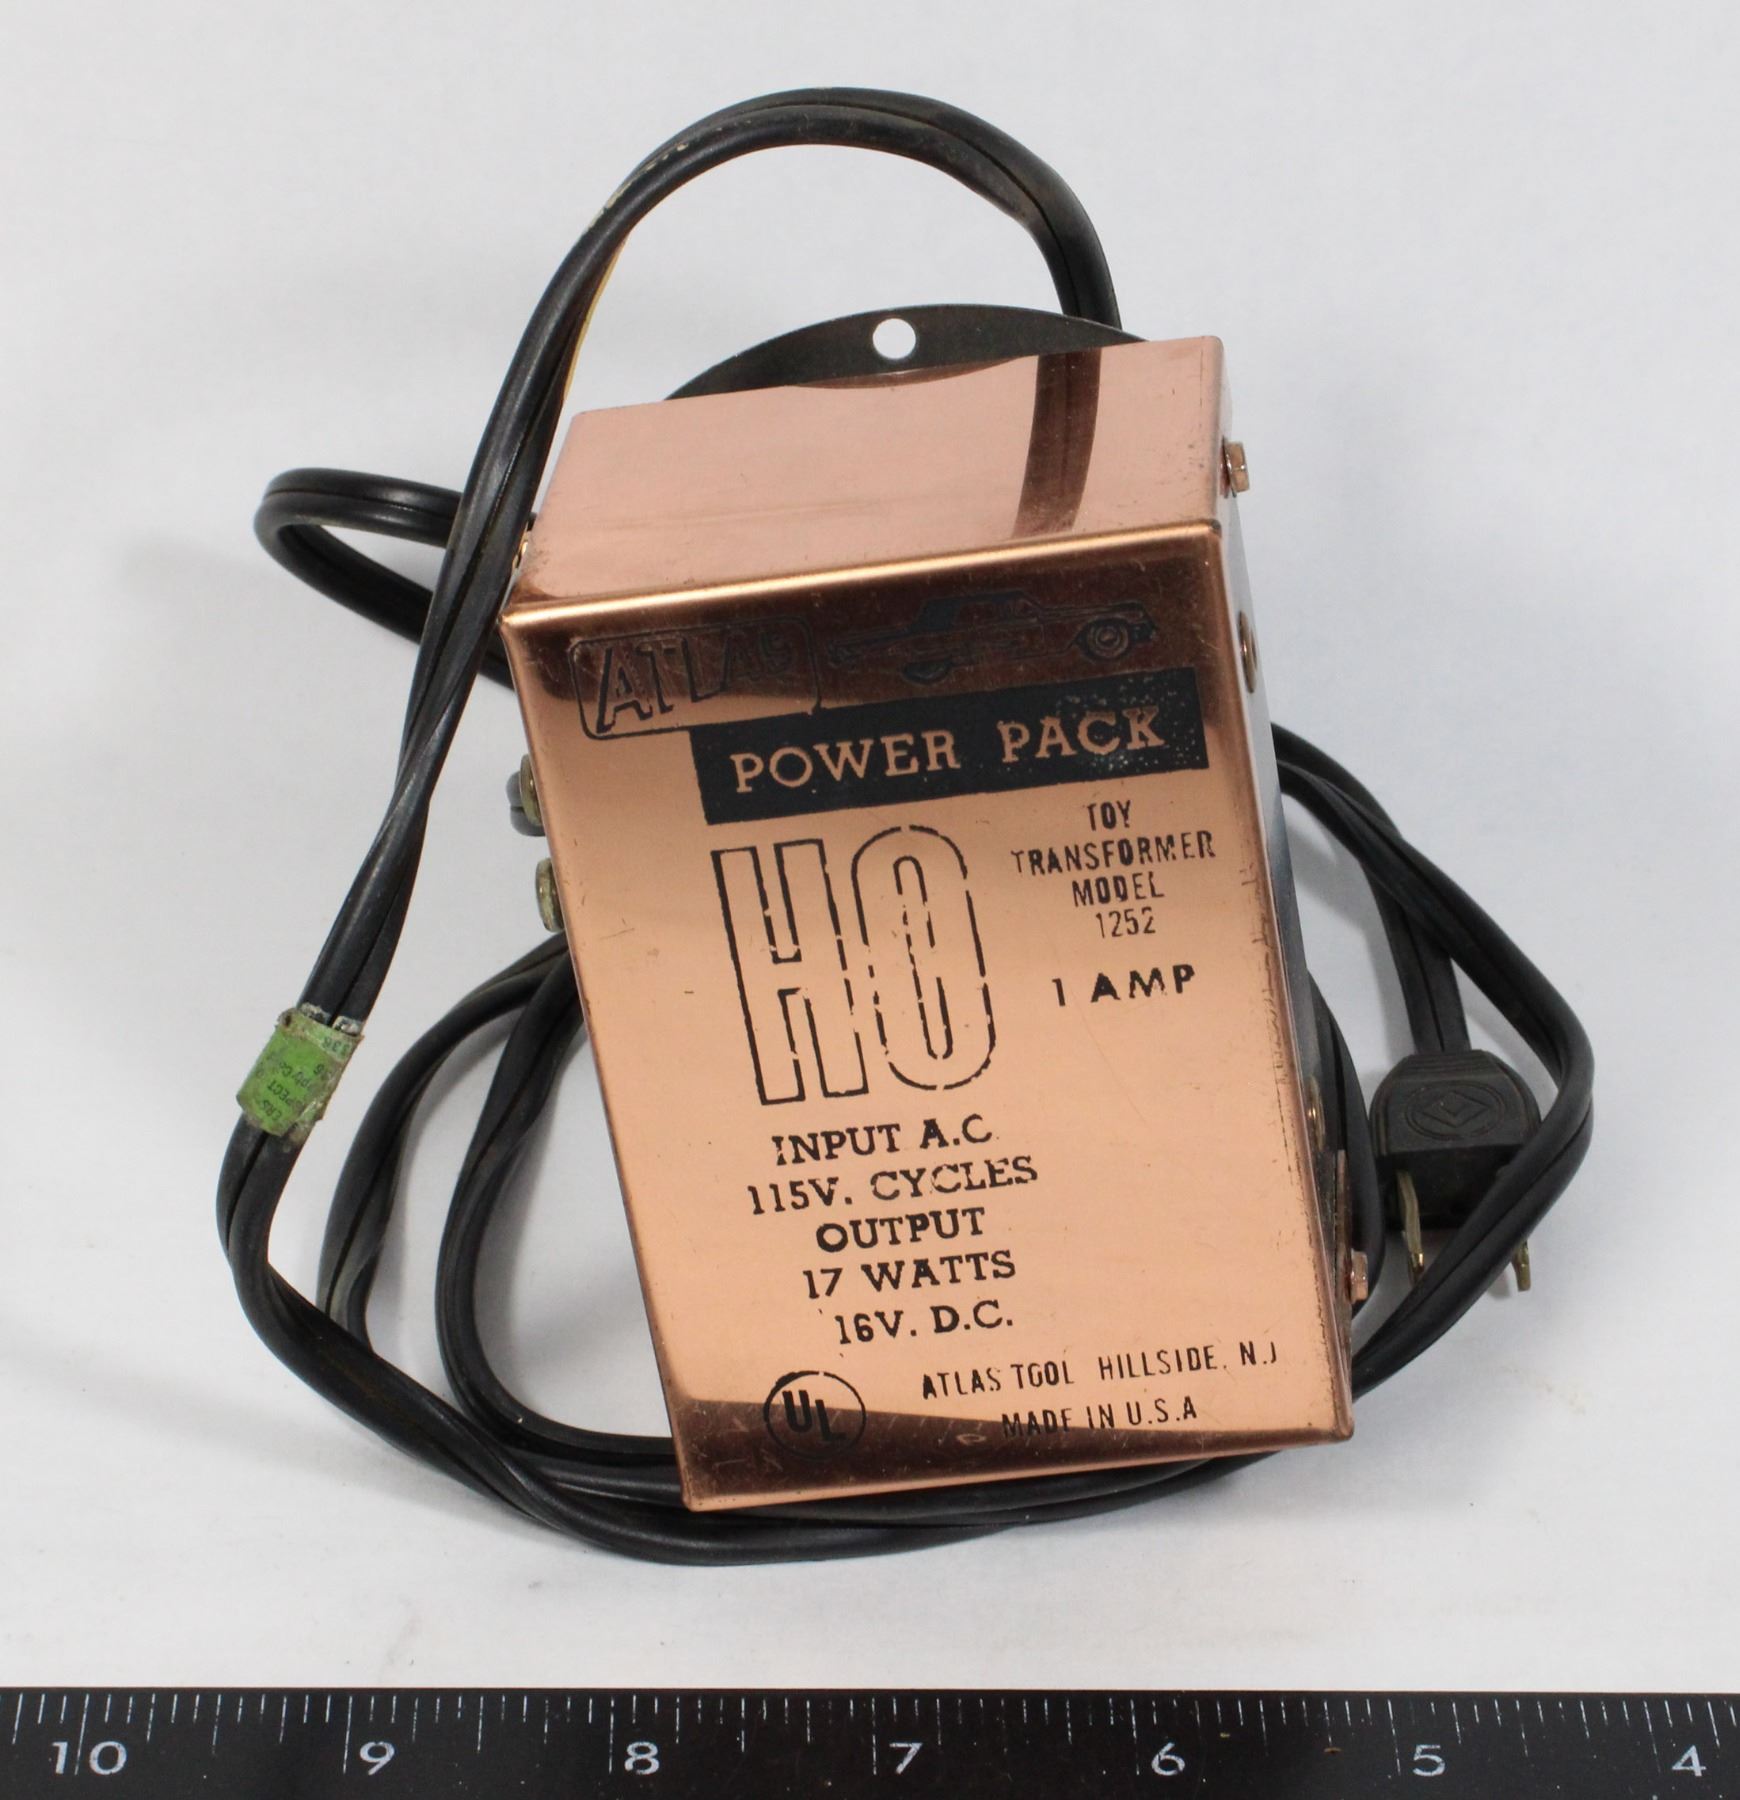 ATLAS
POWER PACK
HO
TOY
TRANSFORMER
MODEL
1252
1 AMP
INPUT A.C.
115V. CYCLES
OUTPUT
17 WATTS
16V. D.C.
UL
ATLAS TOOL HILLSIDE, N.J
MADE IN U.S.A
10 9 8 7 6 5 4